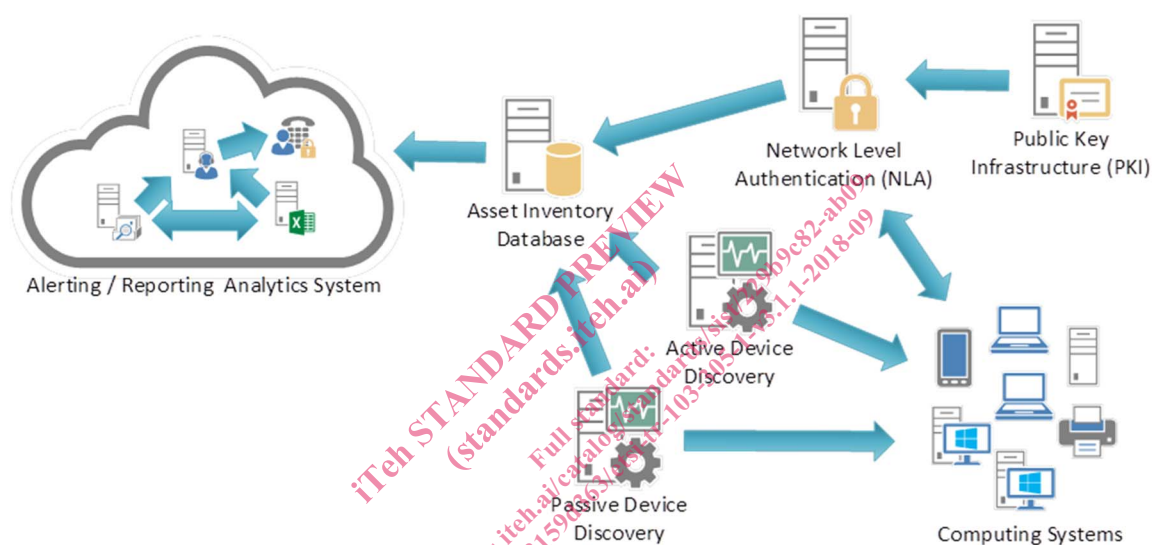 Network Level
Authentication (NLA)
Public Key
Infrastructure (PKI)
Asset Inventory
Database
Alerting / Reporting Analytics System
Active Device
Discovery
Passive Device
Discovery
Computing Systems
iTeh STANDARD PREVIEW
(standards.iteh.ai)
Full standard: